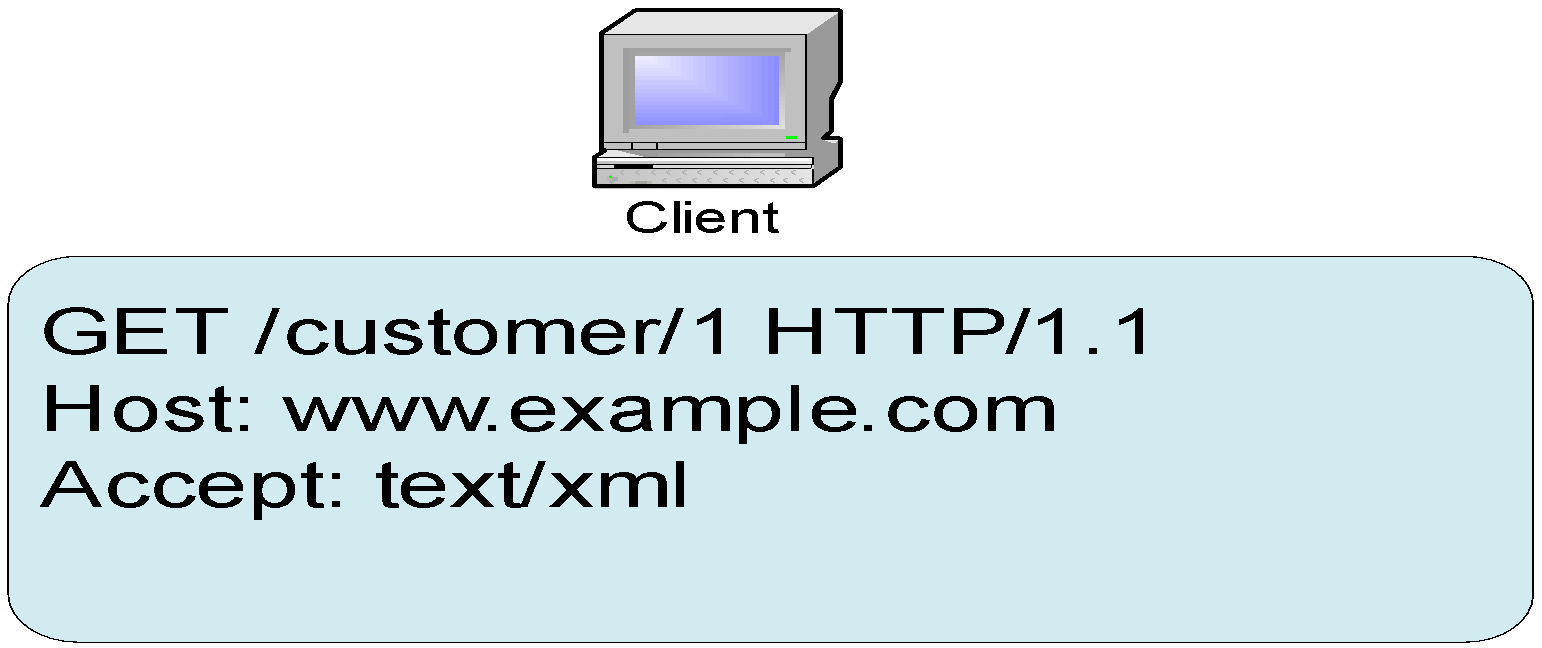 Client
GET /customer/1 HTTP/1.1
Host: www.example.com
Accept: text/xml